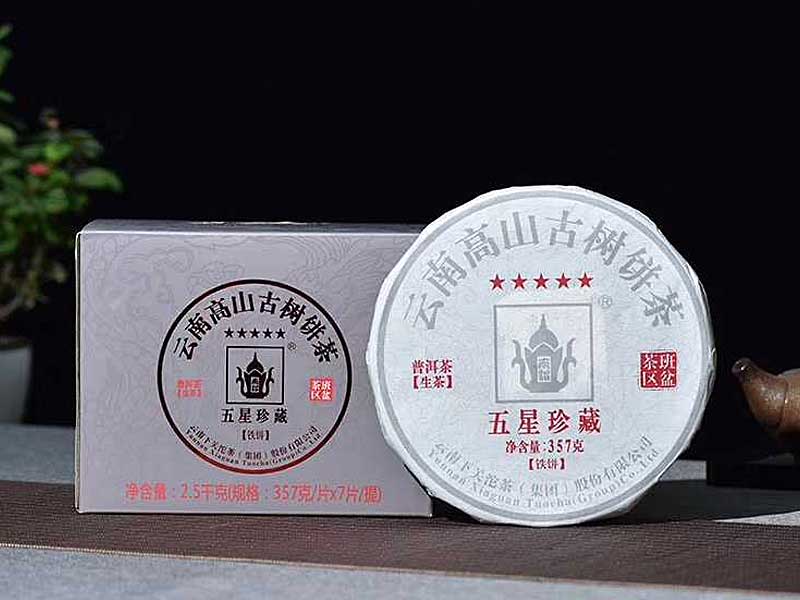 云南高山古树饼茶
★★★★★
®
普洱茶
【生茶】
班盆
茶区
五星珍藏
【铁饼】
云南下关沱茶（集团）股份有限公司
Yunnan Xiaguan Tuocha(Group)Co.Ltd
净含量：2.5千克(规格：357克/片x7片/提)
云南高山古树饼茶
★★★★★
®
普洱茶
【生茶】
班盆
茶区
五星珍藏
净含量:357克
【铁饼】
云南下关沱茶（集团）股份有限公司
Yunnan Xiaguan Tuocha(Group)Co.Ltd